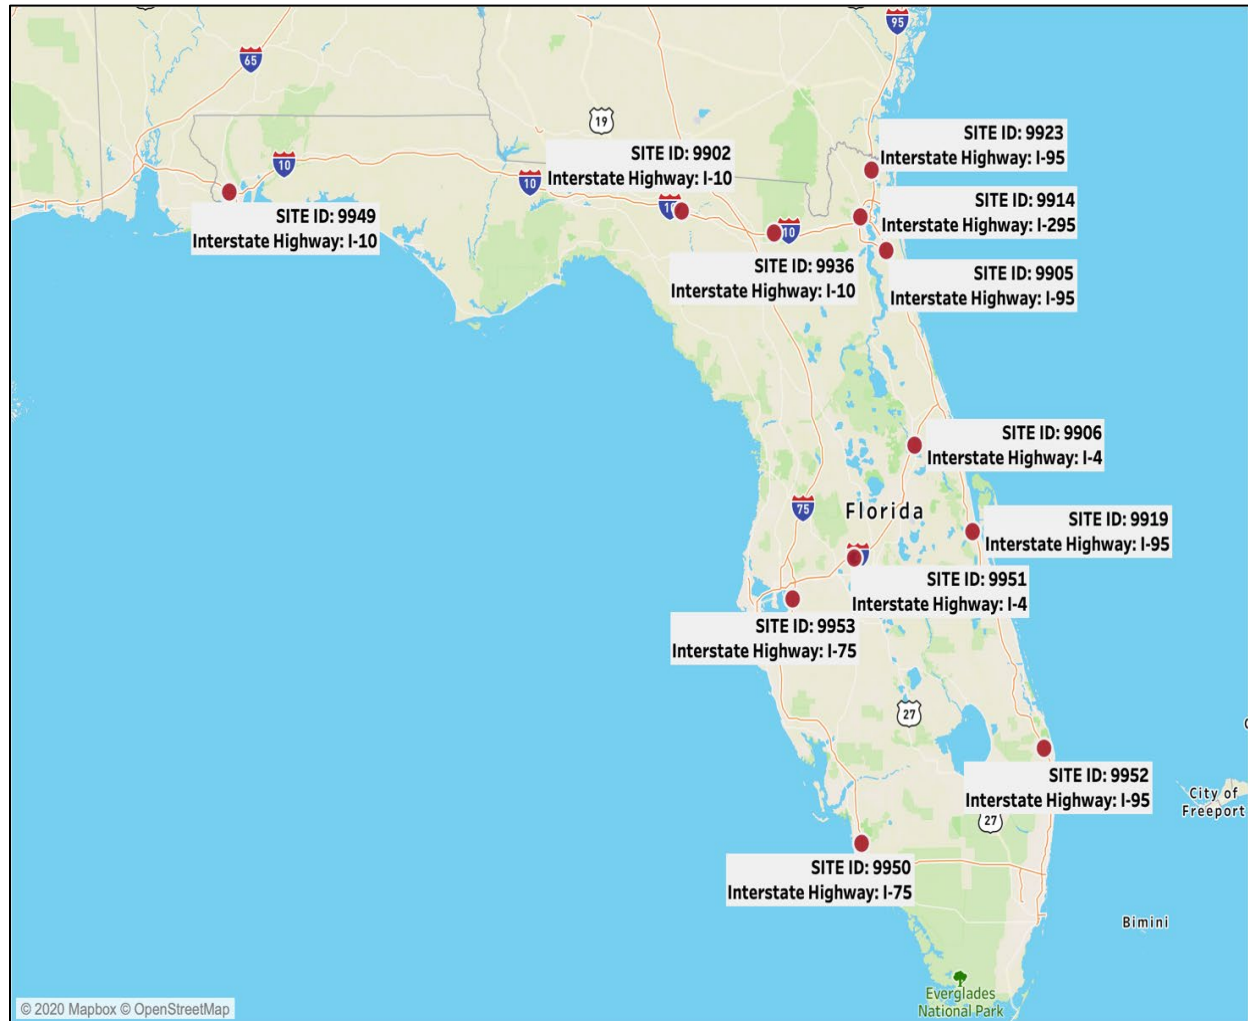 95
65
19
SITE ID: 9923
Interstate Highway: I-95
SITE ID: 9902
Interstate Highway: I-10
10
10
10
SITE ID: 9949
Interstate Highway: I-10
SITE ID: 9914
Interstate Highway: I-295
10
SITE ID: 9936
Interstate Highway: I-10
SITE ID: 9905
Interstate Highway: I-95
SITE ID: 9906
Interstate Highway: I-4
75
Florida
SITE ID: 9919
Interstate Highway: I-95
SITE ID: 9951
Interstate Highway: I-4
SITE ID: 9953
Interstate Highway: I-75
27
SITE ID: 9952
Interstate Highway: I-95
City of
Freeport
27
SITE ID: 9950
Interstate Highway: I-75
Bimini
Everglades
National Park
© 2020 Mapbox © OpenStreetMap